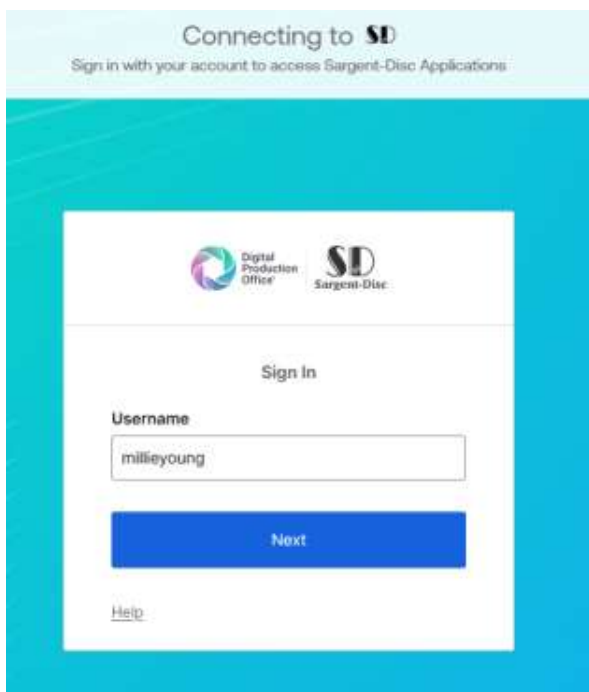 Connecting to SD
Sign in with your account to access Sargent-Disc Applications
Digital
Production
Office
SD
Sargent-Disc
Sign In
Username
millieyoung
Next
Help